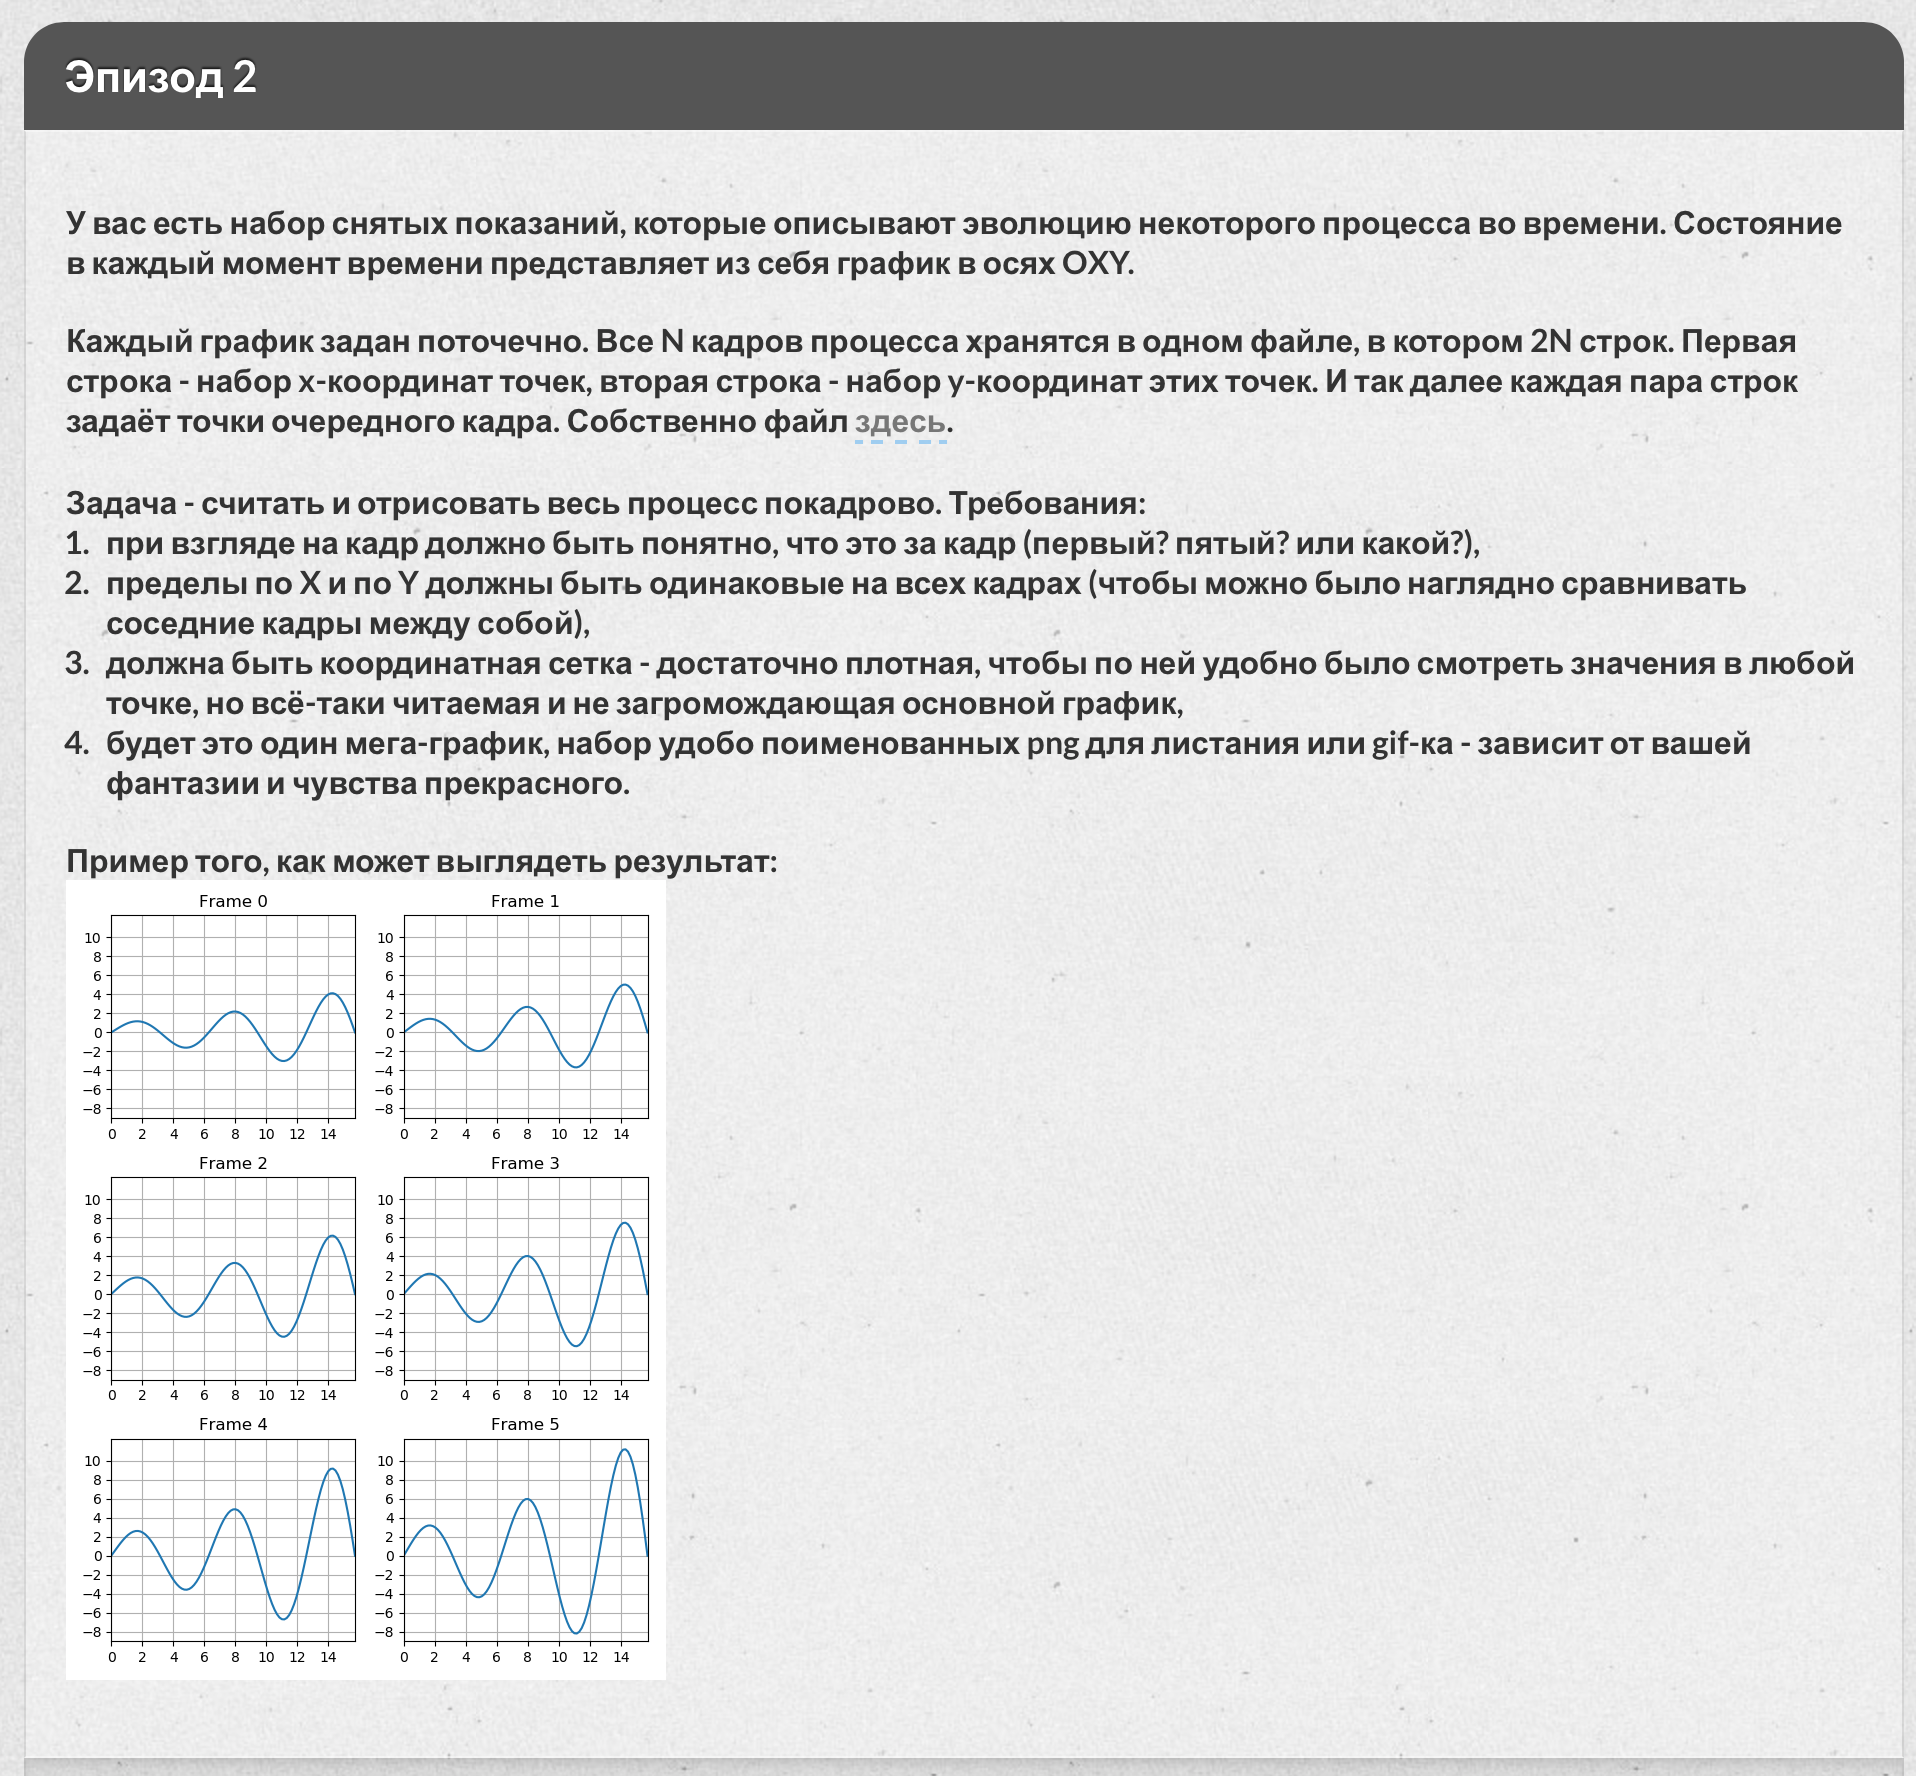 Эпизод 2
У вас есть набор снятых показаний, которые описывают эволюцию некоторого процесса во времени. Состояние
в каждый момент времени представляет из себя график в осях OXY.
Каждый график задан поточечно. Все N кадров процесса хранятся в одном файле, в котором 2N строк. Первая
строка - набор x-координат точек, вторая строка - набор y-координат этих точек. И так далее каждая пара строк
задаёт точки очередного кадра. Собственно файл здесь.
Задача - считать и отрисовать весь процесс покадрово. Требования:
1. при взгляде на кадр должно быть понятно, что это за кадр (первый? пятый? или какой?),
2. пределы по X и по Y должны быть одинаковые на всех кадрах (чтобы можно было наглядно сравнивать
соседние кадры между собой),
3. должна быть координатная сетка - достаточно плотная, чтобы по ней удобно было смотреть значения в любой
точке, но всё-таки читаемая и не загромождающая основной график,
4. будет это один мега-график, набор удобо поименованных png для листания или gif-ка - зависит от вашей
фантазии и чувства прекрасного.
Пример того, как может выглядеть результат:
Frame 0
10
8
6
4
2
0
−2
−4
−6
−8
0 2 4 6 8 10 12 14
Frame 1
10
8
6
4
2
0
−2
−4
−6
−8
0 2 4 6 8 10 12 14
Frame 2
10
8
6
4
2
0
−2
−4
−6
−8
0 2 4 6 8 10 12 14
Frame 3
10
8
6
4
2
0
−2
−4
−6
−8
0 2 4 6 8 10 12 14
Frame 4
10
8
6
4
2
0
−2
−4
−6
−8
0 2 4 6 8 10 12 14
Frame 5
10
8
6
4
2
0
−2
−4
−6
−8
0 2 4 6 8 10 12 14